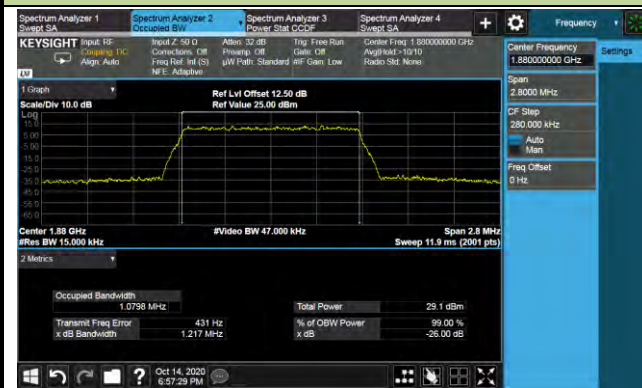 Spectrum Analyzer 1
Swept SA
Spectrum Analyzer 2
Occupied BW
Spectrum Analyzer 3
Power Stat CCDF
Spectrum Analyzer 4
Swept SA
+
Frequency
KEYSIGHT
Input: RF
Coupling: DC
Align: Auto
Input Z: 50 Ω
Corrections: Off
Freq Ref: Int (S)
NFE: Adaptive
Atten: 32 dB
Preamp: Off
µW Path: Standard
Trig: Free Run
Gate: Off
#IF Gain: Low
Center Freq: 1.880000000 GHz
Avg|Hold:>10/10
Radio Std: None
Center Frequency
1.880000000 GHz
Settings
Span
2.8000 MHz
CF Step
280.000 kHz
Auto
Man
Freq Offset
0 Hz
1 Graph
Scale/Div 10.0 dB
Ref Lvl Offset 12.50 dB
Ref Value 25.00 dBm
Log
15.0
5.00
-5.00
-15.0
-25.0
-35.0
-45.0
-55.0
-65.0
Center 1.88 GHz
#Res BW 15.000 kHz
#Video BW 47.000 kHz
Span 2.8 MHz
Sweep 11.9 ms (2001 pts)
2 Metrics
Occupied Bandwidth
1.0798 MHz
Total Power 29.1 dBm
Transmit Freq Error 431 Hz
% of OBW Power 99.00 %
x dB Bandwidth 1.217 MHz
x dB -26.00 dB
?
Oct 14, 2020
6:57:29 PM